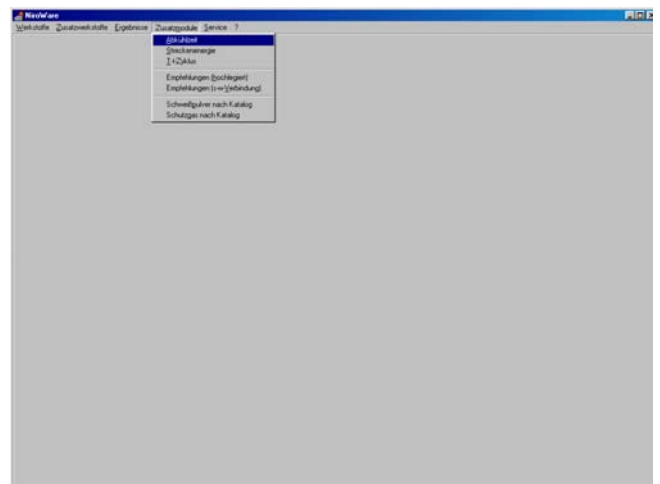 NiroWare
Werkstoffe Zusatzwerkstoffe Ergebnisse Zusatzmodule Service ?
Abkühlzeit
Streckenenergie
T-t-Zyklus
Empfehlungen (hochlegiert)
Empfehlungen (s-w-Verbindung)
Schweißpulver nach Katalog
Schutzgas nach Katalog